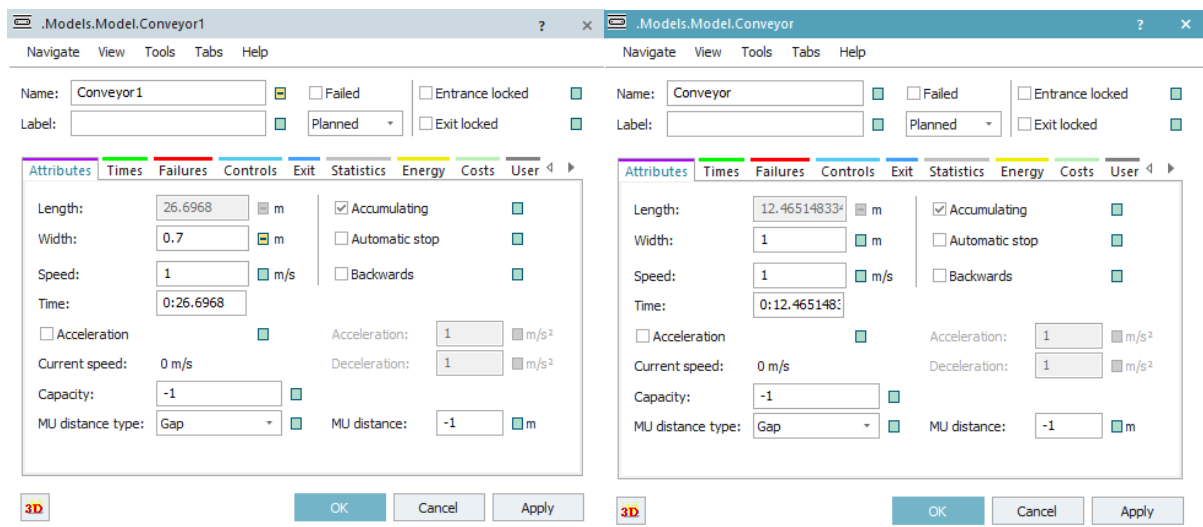 .Models.Model.Conveyor1 ? ×
Navigate View Tools Tabs Help
Name: Conveyor1 Failed Entrance locked
Label: Planned Exit locked
Attributes Times Failures Controls Exit Statistics Energy Costs User
Length: 26.6968 m Accumulating
Width: 0.7 m Automatic stop
Speed: 1 m/s Backwards
Time: 0:26.6968
Acceleration Acceleration: 1 m/s²
Current speed: 0 m/s Deceleration: 1 m/s²
Capacity: -1
MU distance type: Gap MU distance: -1 m
3D OK Cancel Apply
.Models.Model.Conveyor ? ×
Navigate View Tools Tabs Help
Name: Conveyor Failed Entrance locked
Label: Planned Exit locked
Attributes Times Failures Controls Exit Statistics Energy Costs User
Length: 12.46514833 m Accumulating
Width: 1 m Automatic stop
Speed: 1 m/s Backwards
Time: 0:12.465148
Acceleration Acceleration: 1 m/s²
Current speed: 0 m/s Deceleration: 1 m/s²
Capacity: -1
MU distance type: Gap MU distance: -1 m
3D OK Cancel Apply